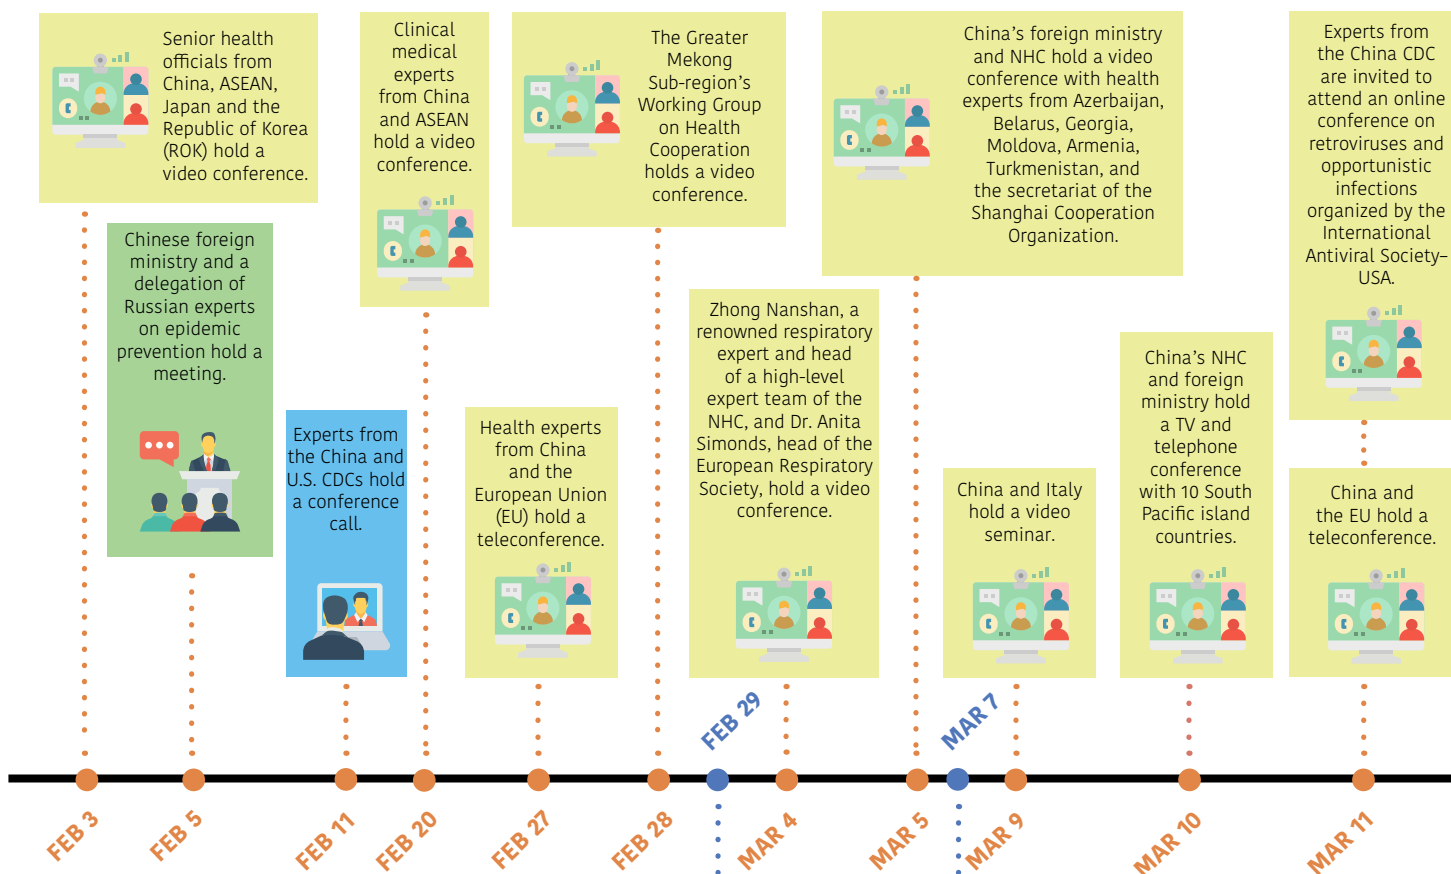 Senior health
officials from
China, ASEAN,
Japan and the
Republic of Korea
(ROK) hold a
video conference.
Chinese foreign
ministry and a
delegation of
Russian experts
on epidemic
prevention hold a
meeting.
Experts from
the China and
U.S. CDCs hold
a conference
call.
Clinical
medical
experts
from China
and ASEAN
hold a video
conference.
Health experts
from China
and the
European Union
(EU) hold a
teleconference.
The Greater
Mekong
Sub-region’s
Working Group
on Health
Cooperation
holds a video
conference.
Zhong Nanshan, a
renowned respiratory
expert and head
of a high-level
expert team of the
NHC, and Dr. Anita
Simonds, head of the
European Respiratory
Society, hold a video
conference.
China’s foreign ministry
and NHC hold a video
conference with health
experts from Azerbaijan,
Belarus, Georgia,
Moldova, Armenia,
Turkmenistan, and
the secretariat of the
Shanghai Cooperation
Organization.
China and Italy
hold a video
seminar.
China’s NHC
and foreign
ministry hold
a TV and
telephone
conference
with 10 South
Pacific island
countries.
Experts from
the China CDC
are invited to
attend an online
conference on
retroviruses and
opportunistic
infections
organized by the
International
Antiviral Society–
USA.
China and
the EU hold a
teleconference.
FEB 29
MAR 7
FEB 3
FEB 5
FEB 11
FEB 20
FEB 27
FEB 28
MAR 4
MAR 5
MAR 9
MAR 10
MAR 11